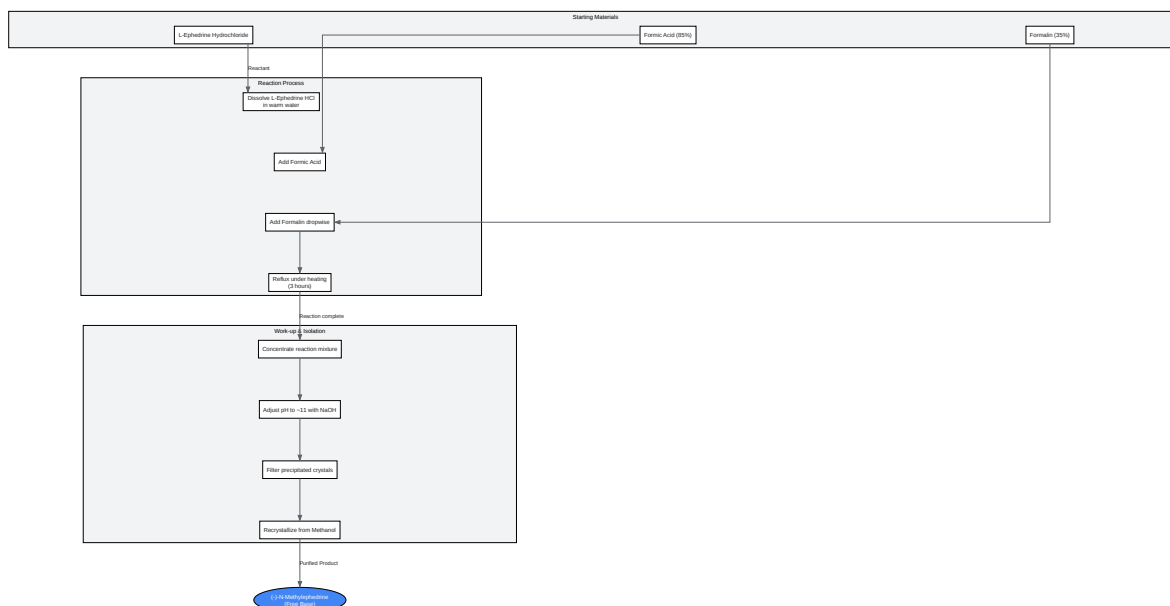 Starting Materials
L-Ephedrine Hydrochloride
Formic Acid (85%)
Formalin (35%)
Reactant
Reaction Process
Dissolve L-Ephedrine HCl
in warm water
Add Formic Acid
Add Formalin dropwise
Reflux under heating
(3 hours)
Reaction complete
Work-up & Isolation
Concentrate reaction mixture
Adjust pH to ~11 with NaOH
Filter precipitated crystals
Recrystallize from Methanol
Purified Product
(-)-N-Methylephedrine
(Free Base)